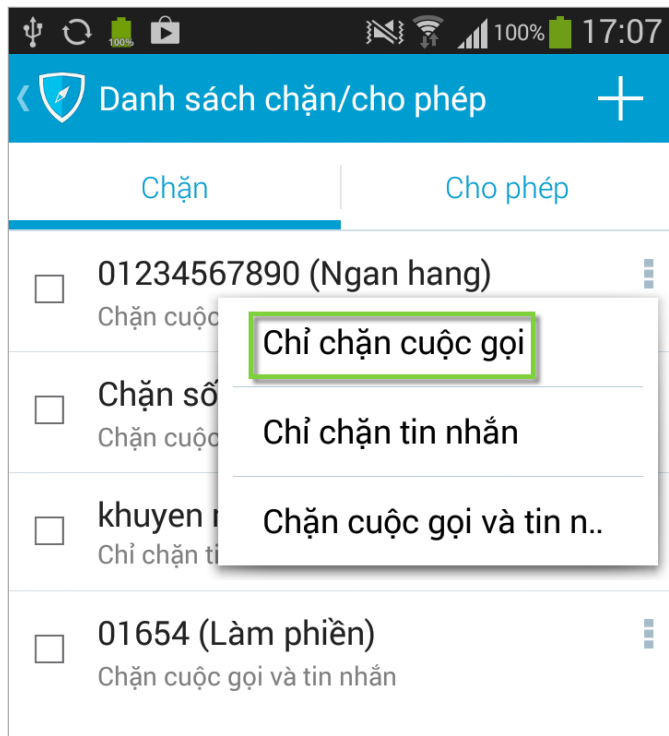 100% 100% 17:07
Danh sách chặn/cho phép
Chặn Cho phép
01234567890 (Ngan hang)
Chặn cuộc
Chỉ chặn cuộc gọi
Chặn số
Chặn cuộc
Chỉ chặn tin nhắn
khuyen
Chỉ chặn
Chặn cuộc gọi và tin n..
01654 (Làm phiền)
Chặn cuộc gọi và tin nhắn